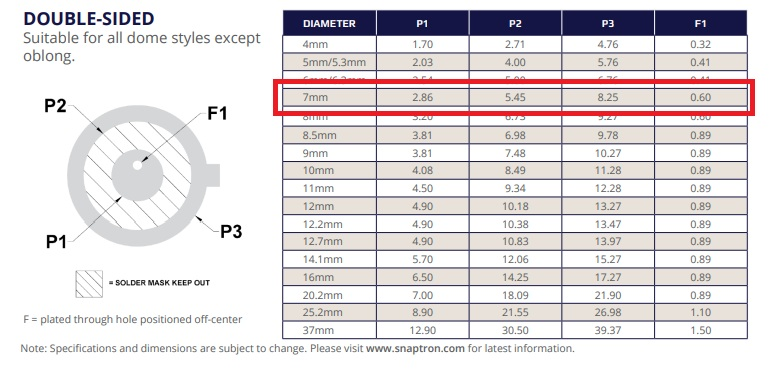 DOUBLE-SIDED
Suitable for all dome styles except
oblong.
P2
F1
P1
P3
= SOLDER MASK KEEP OUT
F = plated through hole positioned off-center
DIAMETER P1 P2 P3 F1
4mm 1.70 2.71 4.76 0.32
5mm/5.3mm 2.03 4.00 5.76 0.41
7mm 2.86 5.45 8.25 0.60
8mm 3.20 6.73 9.27 0.60
8.5mm 3.81 6.98 9.78 0.89
9mm 3.81 7.48 10.27 0.89
10mm 4.08 8.49 11.28 0.89
11mm 4.50 9.34 12.28 0.89
12mm 4.90 10.18 13.27 0.89
12.2mm 4.90 10.38 13.47 0.89
12.7mm 4.90 10.83 13.97 0.89
14.1mm 5.70 12.06 15.27 0.89
16mm 6.50 14.25 17.27 0.89
20.2mm 7.00 18.09 21.90 0.89
25.2mm 8.90 21.55 26.98 1.10
37mm 12.90 30.50 39.37 1.50
Note: Specifications and dimensions are subject to change. Please visit www.snaptron.com for latest information.